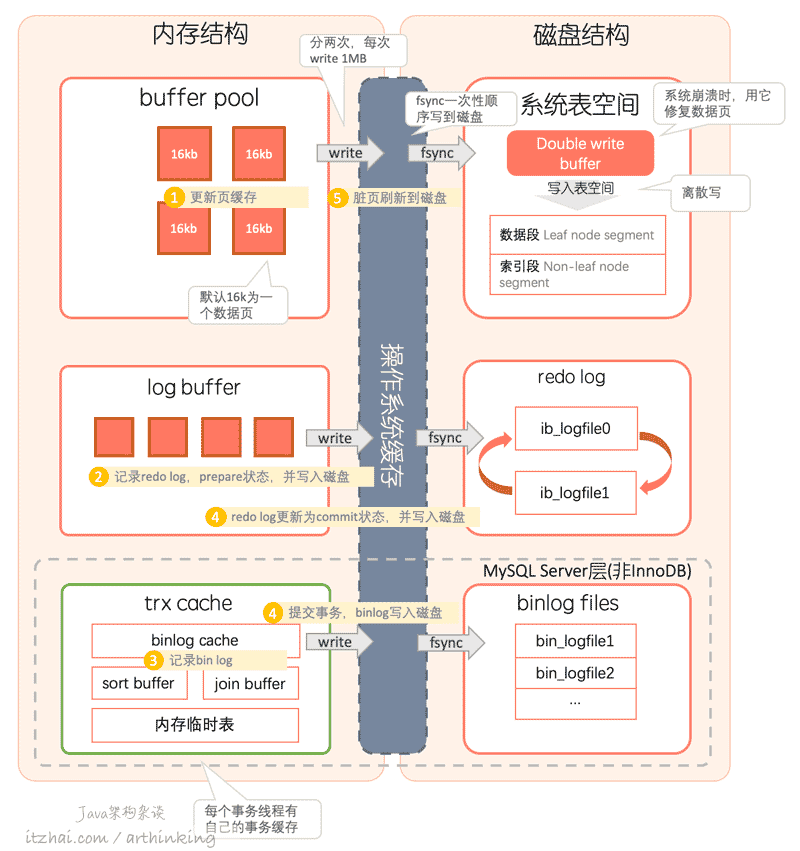 内存结构
磁盘结构
分两次，每次
write 1MB
buffer pool
16kb
16kb
① 更新页缓存
16kb
16kb
默认16k为一
个数据页
write
fsync
fsync一次性顺
序写到磁盘
⑤ 脏页刷新到磁盘
系统表空间
系统崩溃时，用它
修复数据页
Double write
buffer
写入表空间
离散写
数据段 Leaf node segment
索引段 Non-leaf node
segment
操作系统缓存
log buffer
write
fsync
② 记录redo log，prepare状态，并写入磁盘
④ redo log更新为commit状态，并写入磁盘
redo log
ib_logfile0
ib_logfile1
MySQL Server层(非InnoDB)
trx cache
④ 提交事务，binlog写入磁盘
binlog cache
③ 记录bin log
sort buffer
join buffer
内存临时表
write
fsync
binlog files
bin_logfile1
bin_logfile2
...
每个事务线程有
自己的事务缓存
Java架构杂谈
itzhai.com / arthinking